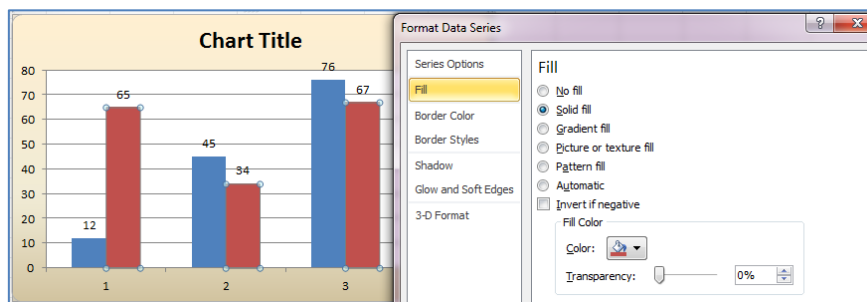 Chart Title
80
70
60
50
40
30
20
10
0
12
65
45
34
76
67
1
2
3
Format Data Series
?
X
Series Options
Fill
Border Color
Border Styles
Shadow
Glow and Soft Edges
3-D Format
Fill
No fill
Solid fill
Gradient fill
Picture or texture fill
Pattern fill
Automatic
Invert if negative
Fill Color
Color:
Transparency: 0%